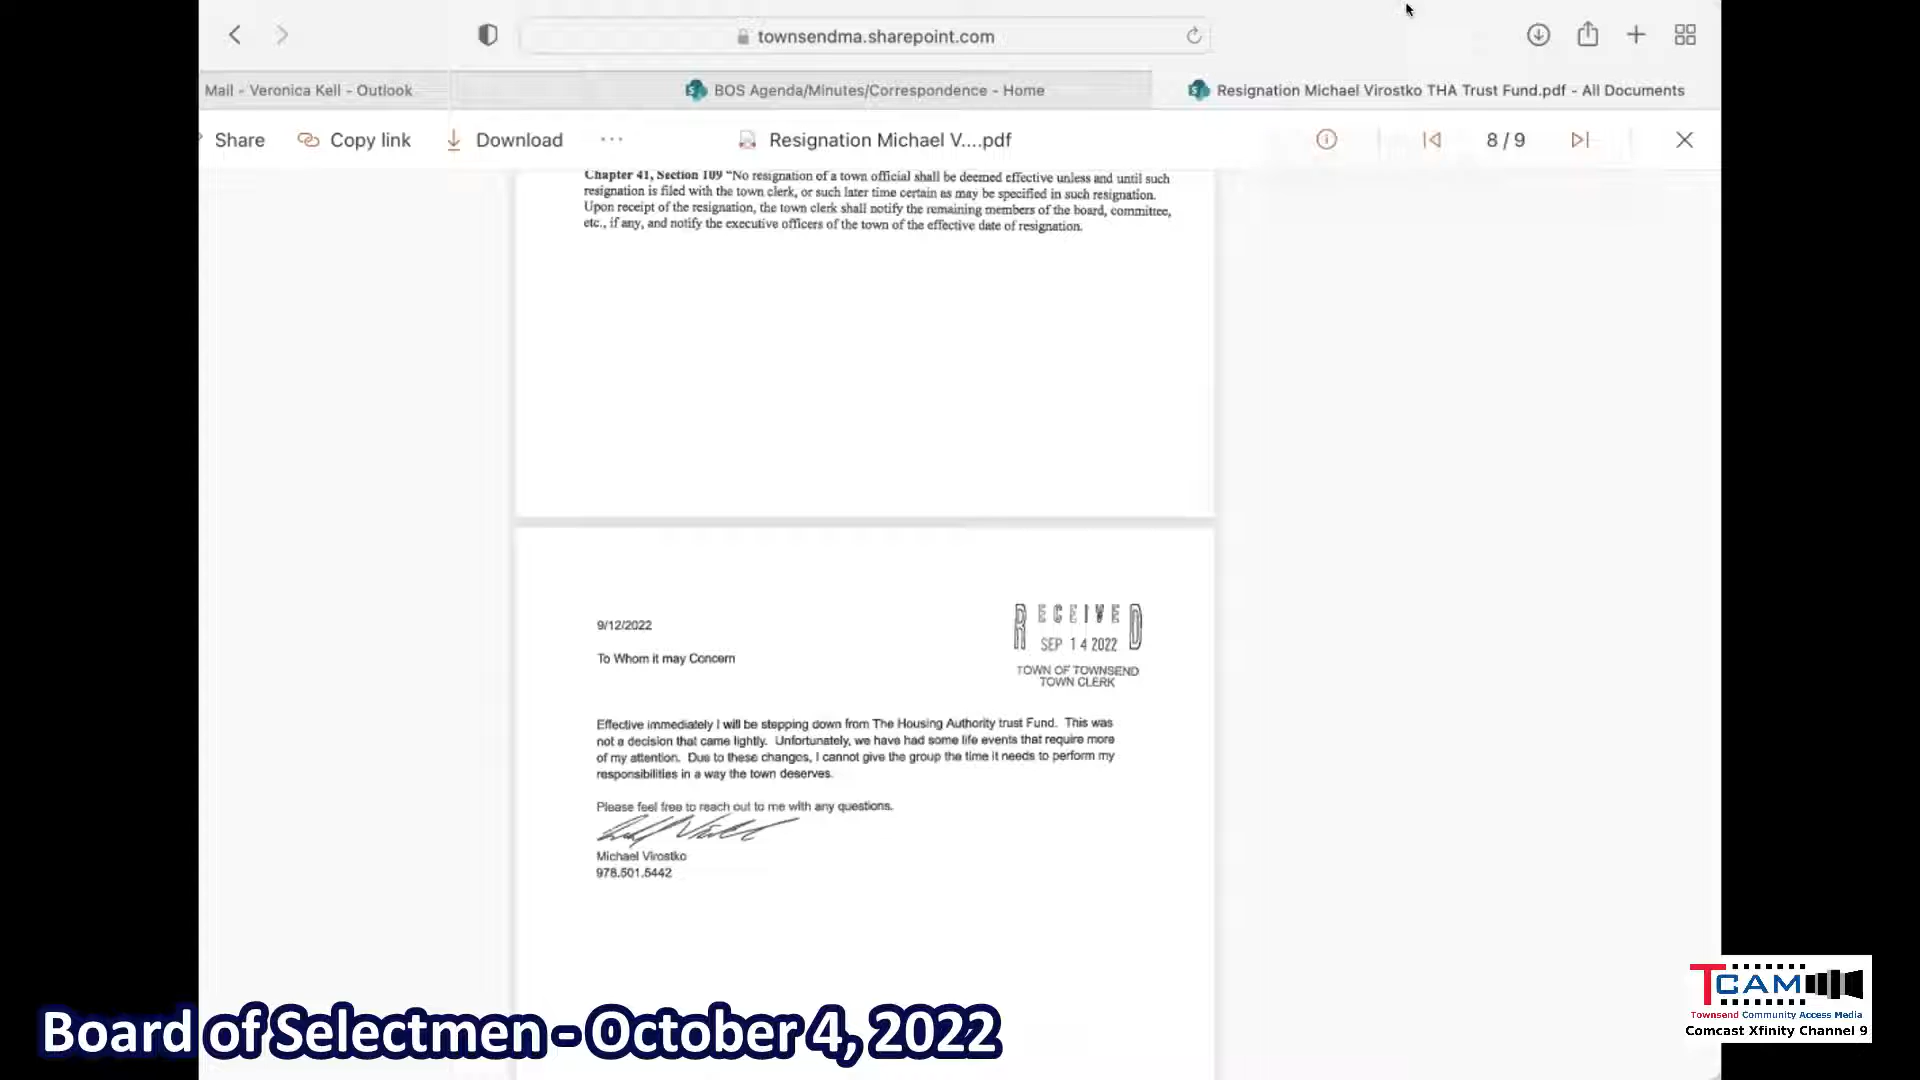 townsendma.sharepoint.com
Mail - Veronica Kell - Outlook
BOS Agenda/Minutes/Correspondence - Home
Resignation Michael Virostko THA Trust Fund.pdf - All Documents
Share
Copy link
Download
Resignation Michael V....pdf
8 / 9
Chapter 41, Section 109 "No resignation of a town official shall be deemed effective unless and until such
resignation is filed with the town clerk, or such later time certain as may be specified in such resignation.
Upon receipt of the resignation, the town clerk shall notify the remaining members of the board, committee,
etc., if any, and notify the executive officers of the town of the effective date of resignation.
RECEIVED
9/12/2022
SEP 14 2022
To Whom it may Concern
TOWN OF TOWNSEND
TOWN CLERK
Effective immediately I will be stepping down from The Housing Authority trust Fund. This was
not a decision that came lightly. Unfortunately, we have had some life events that require more
of my attention. Due to these changes, I cannot give the group the time it needs to perform my
responsibilities in a way the town deserves.
Please feel free to reach out to me with any questions.
Michael Virostko
978.501.5442
TCAM
Townsend Community Access Media
Comcast Xfinity Channel 9
Board of Selectmen - October 4, 2022